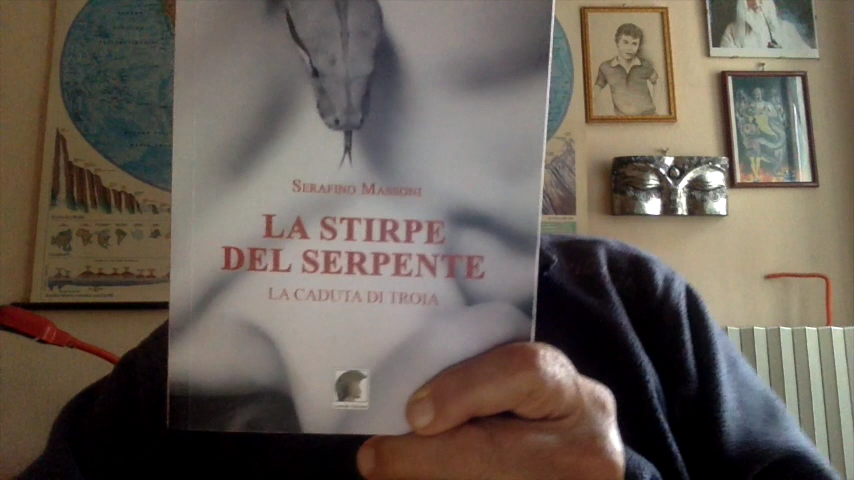 SERAFINO MASSONI
LA STIRPE
DEL SERPENTE
LA CADUTA DI TROIA